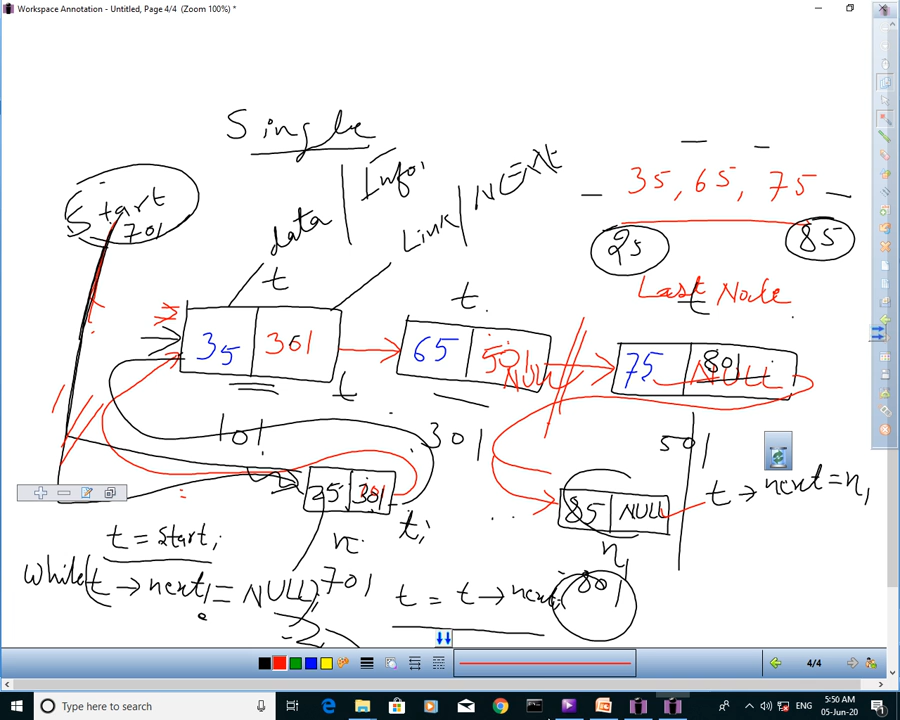 Workspace Annotation - Untitled, Page 4/4 (Zoom 100%) *
Single
data | Info.
Link | NEXT
35, 65, 75
25
85
Last Node
Start
701
t
t
35
301
65
501
NULL
75
801
NULL
t
101
301
501
25
301
85
NULL
t → next = n1
n
t;
n1
t = Start;
while(t → next != NULL)
701
t = t → next;
801
4/4
Type here to search
5:50 AM
05-Jun-20